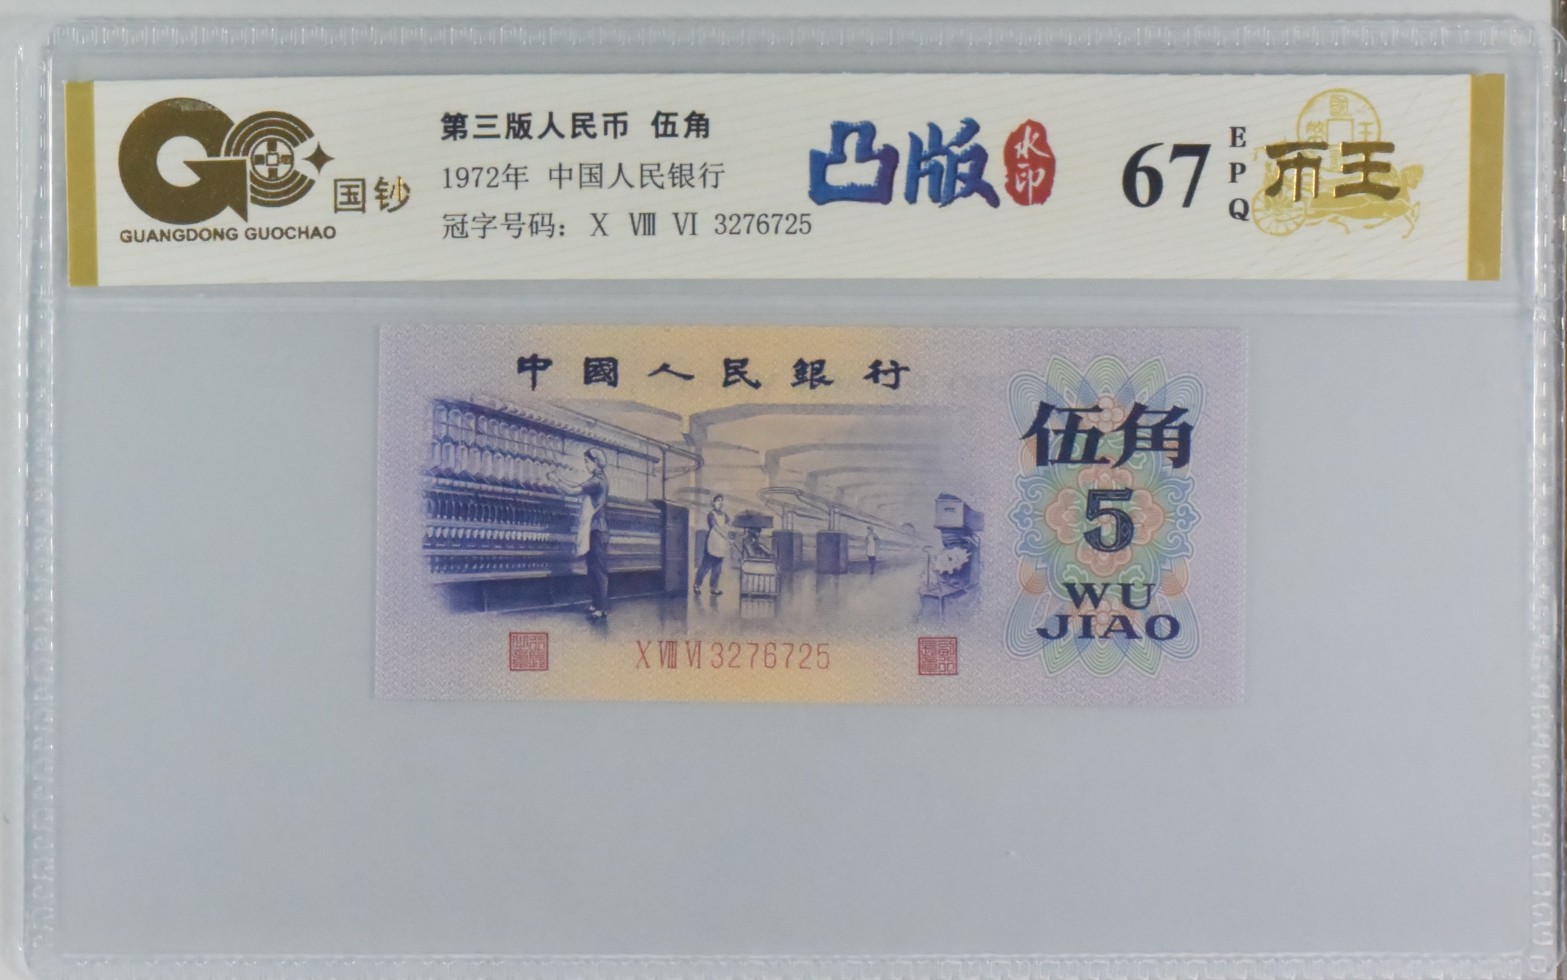 GC
国钞
GUANGDONG GUOCHAO
第三版人民币 伍角
1972年 中国人民银行
冠字号码：X Ⅷ Ⅵ 3276725
凸版
水印
67
EPQ
币王
中國人民銀行
伍角
5
WU
JIAO
X Ⅷ Ⅵ 3276725